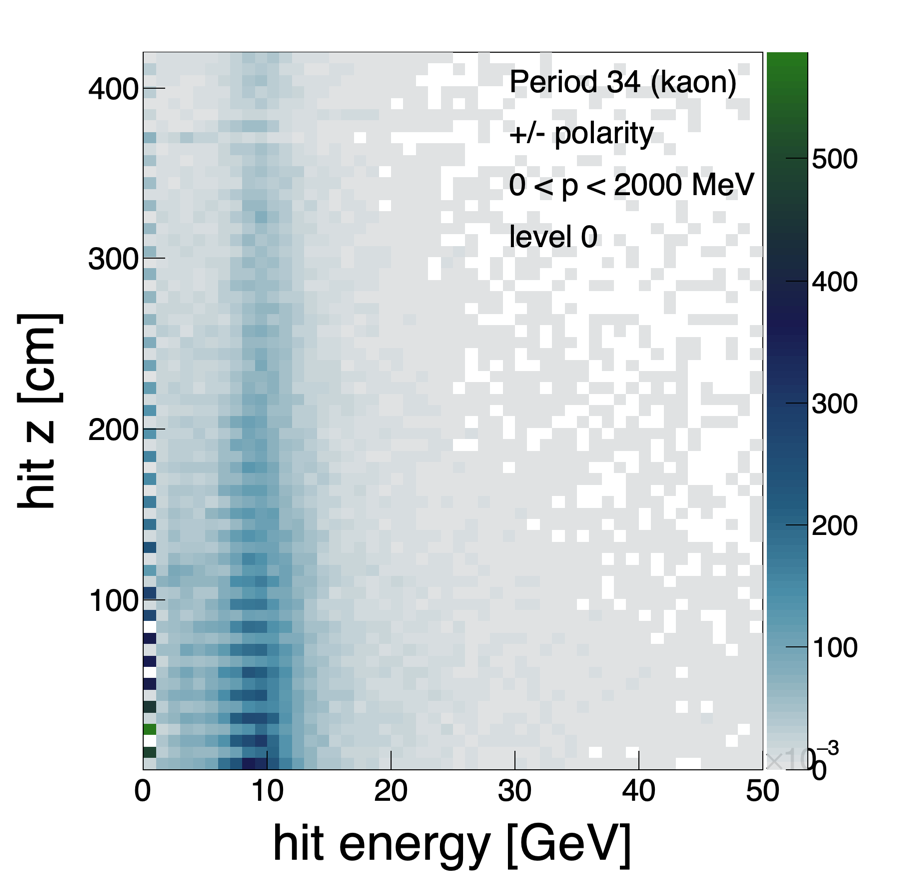 Period 34 (kaon)
+/- polarity
0 < p < 2000 MeV
level 0
hit z [cm]
400
300
200
100
500
400
300
200
100
0
×10⁻³
0 10 20 30 40 50
hit energy [GeV]